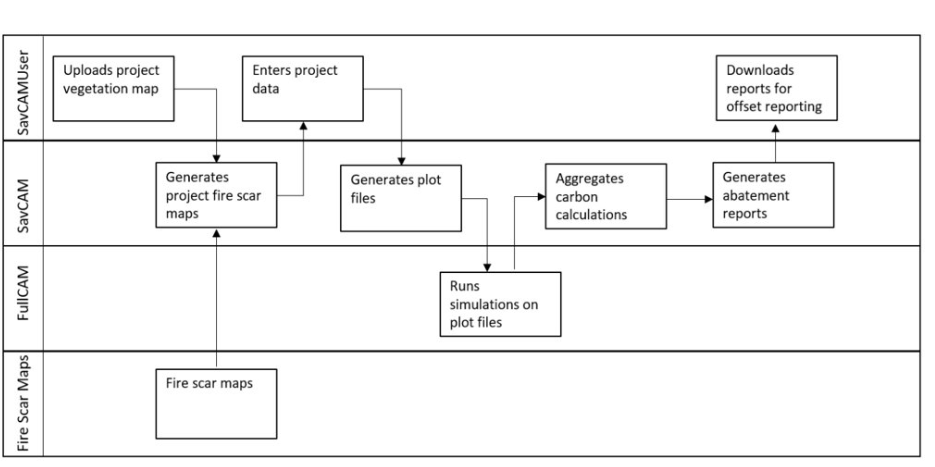 SavCAMUser
Uploads project
vegetation map
Enters project
data
Downloads
reports for
offset reporting
SavCAM
Generates
project fire scar
maps
Generates plot
files
Aggregates
carbon
calculations
Generates
abatement
reports
FullCAM
Runs
simulations on
plot files
Fire Scar Maps
Fire scar maps